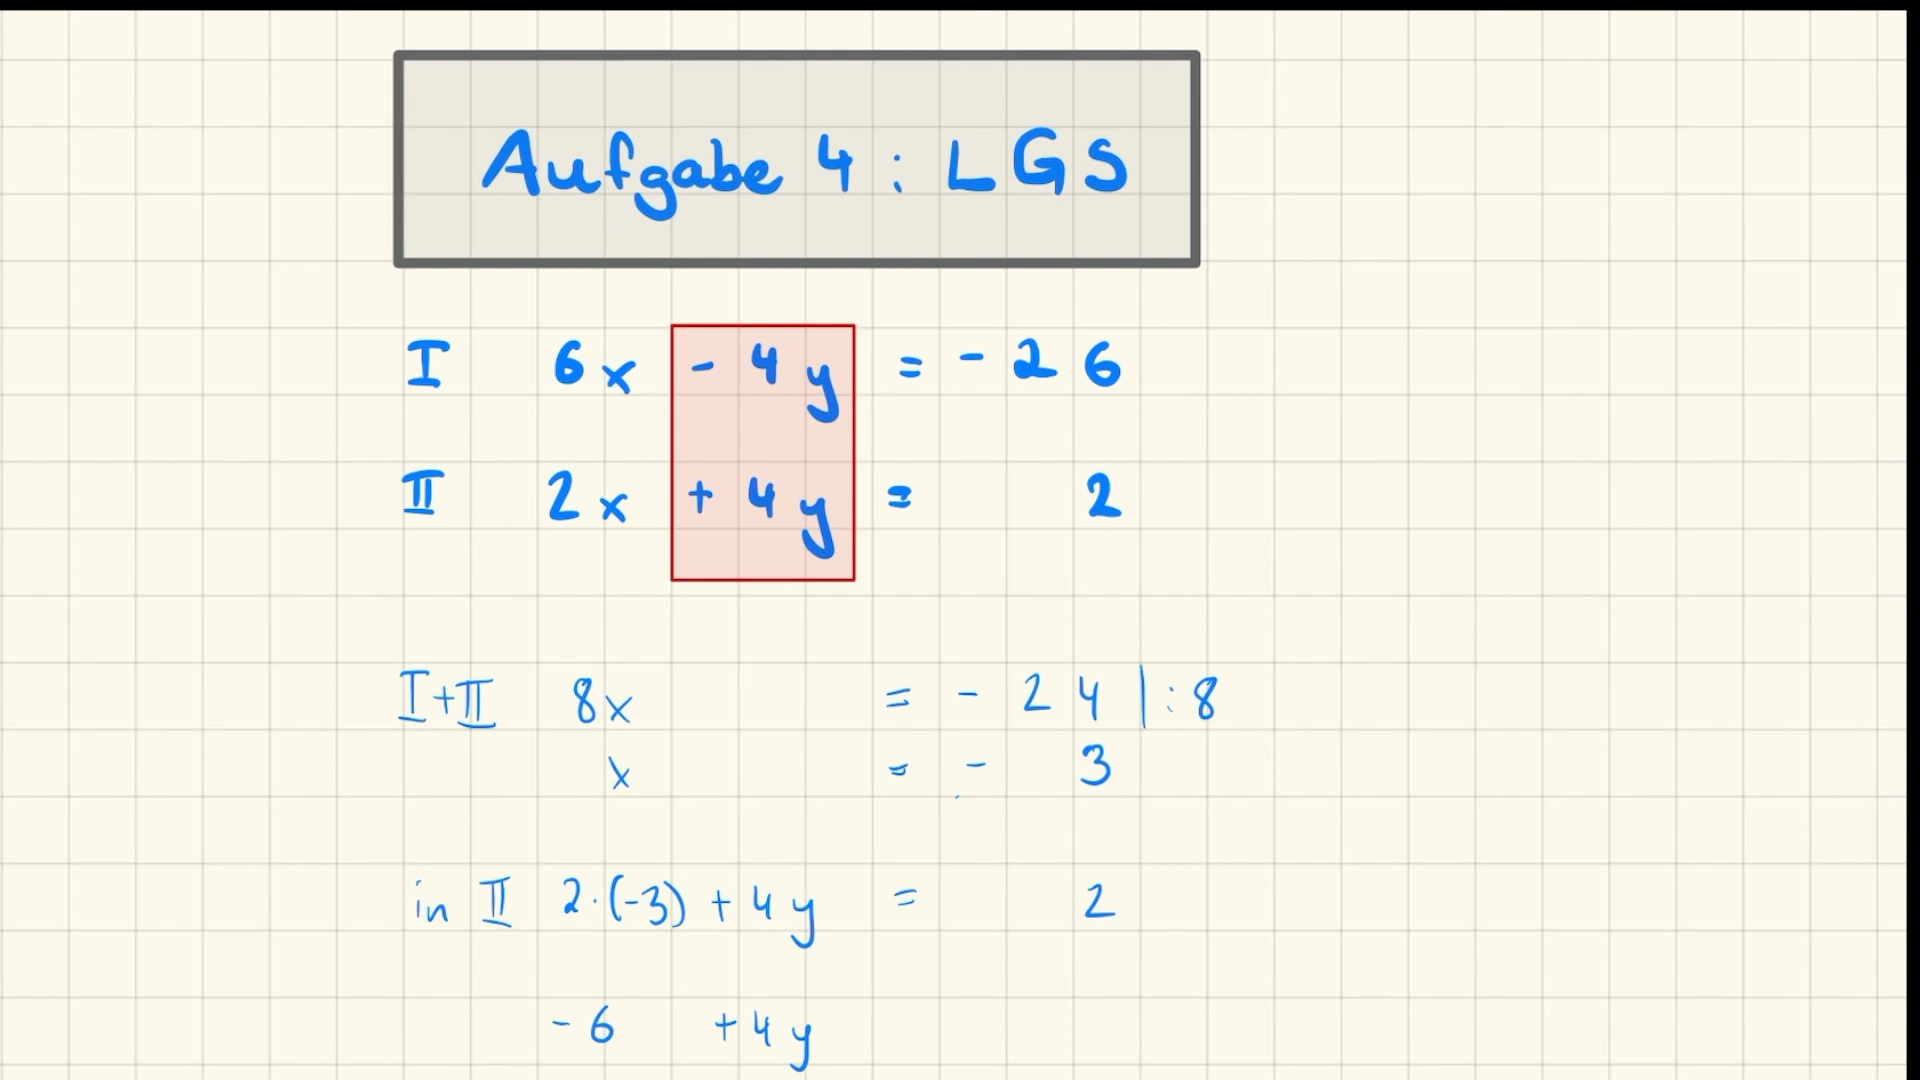 Aufgabe 4 : LGS
I 6x - 4y = - 26
II 2x + 4y = 2
I+II 8x = - 24 | : 8
x = - 3
in II 2·(-3) + 4y = 2
- 6 + 4y